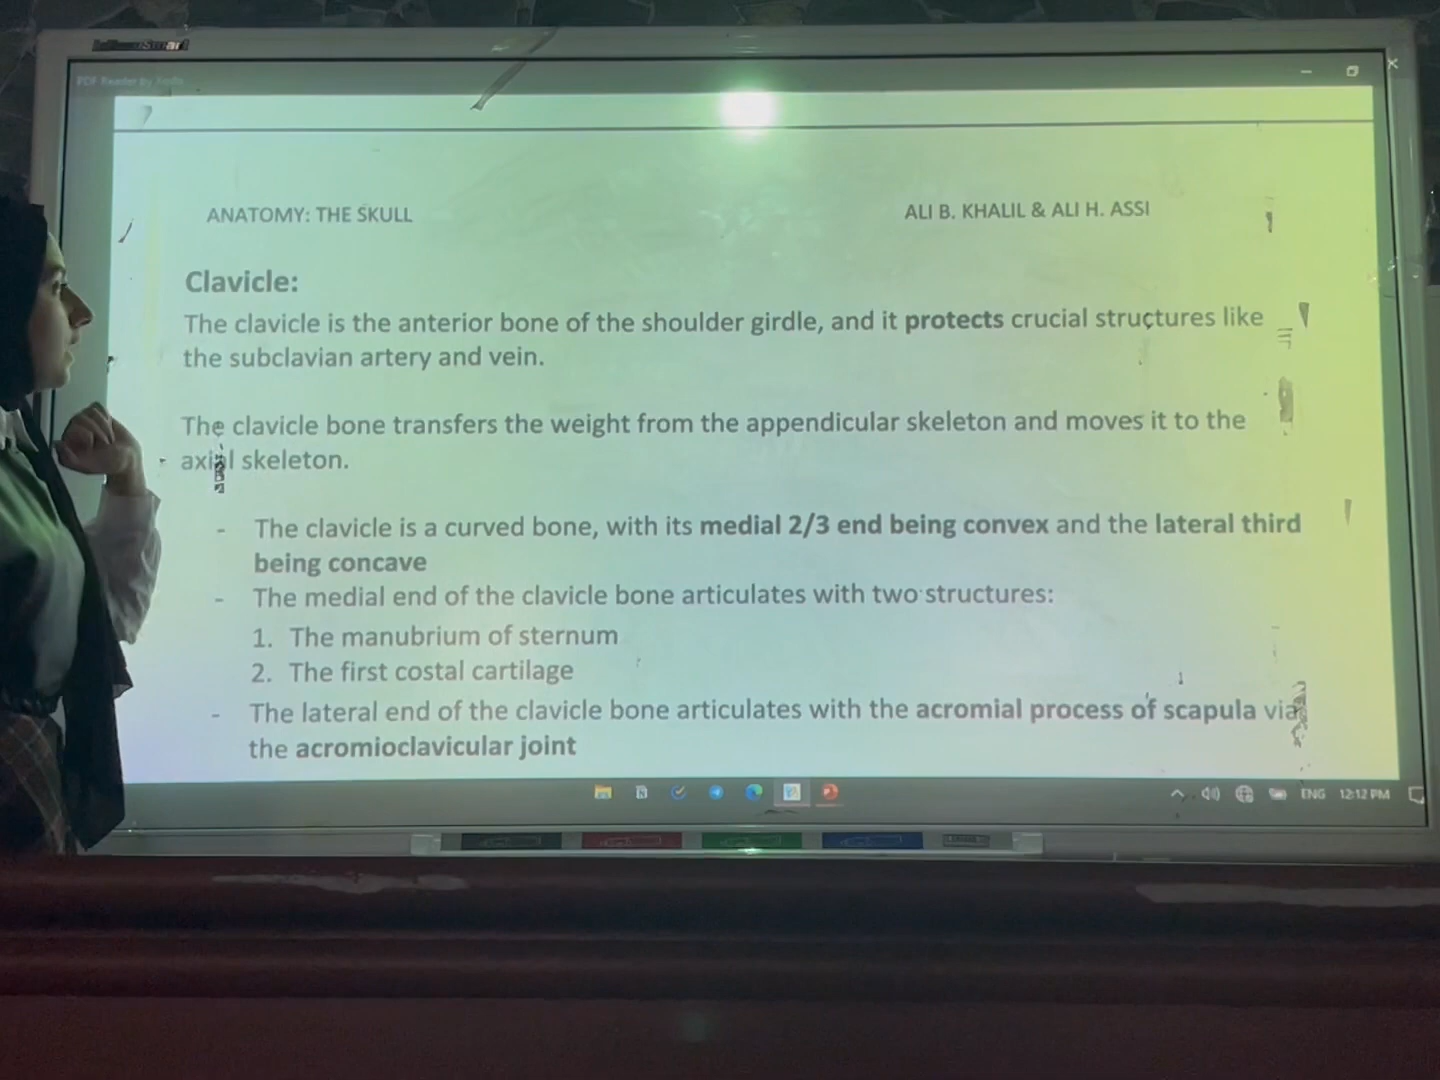 PDF Reader by Xodo
ANATOMY: THE SKULL
ALI B. KHALIL & ALI H. ASSI
Clavicle:
The clavicle is the anterior bone of the shoulder girdle, and it protects crucial structures like
the subclavian artery and vein.
The clavicle bone transfers the weight from the appendicular skeleton and moves it to the
axial skeleton.
- The clavicle is a curved bone, with its medial 2/3 end being convex and the lateral third
being concave
- The medial end of the clavicle bone articulates with two structures:
1. The manubrium of sternum
2. The first costal cartilage
- The lateral end of the clavicle bone articulates with the acromial process of scapula via
the acromioclavicular joint
ENG 12:12 PM